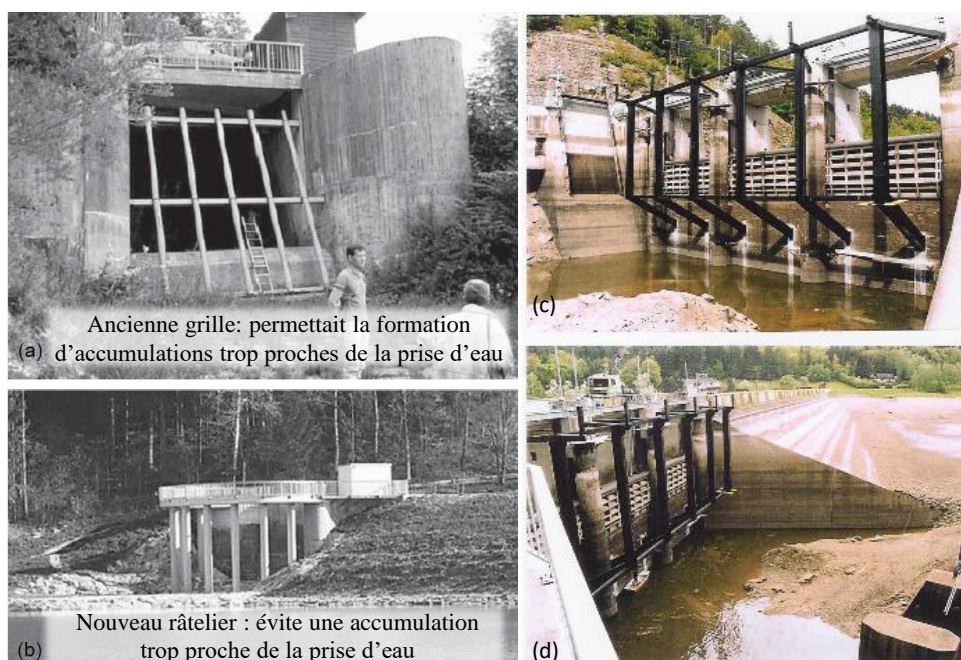 Ancienne grille: permettait la formation
(a) d’accumulations trop proches de la prise d’eau
Nouveau râtelier : évite une accumulation
(b) trop proche de la prise d’eau
(c)
(d)